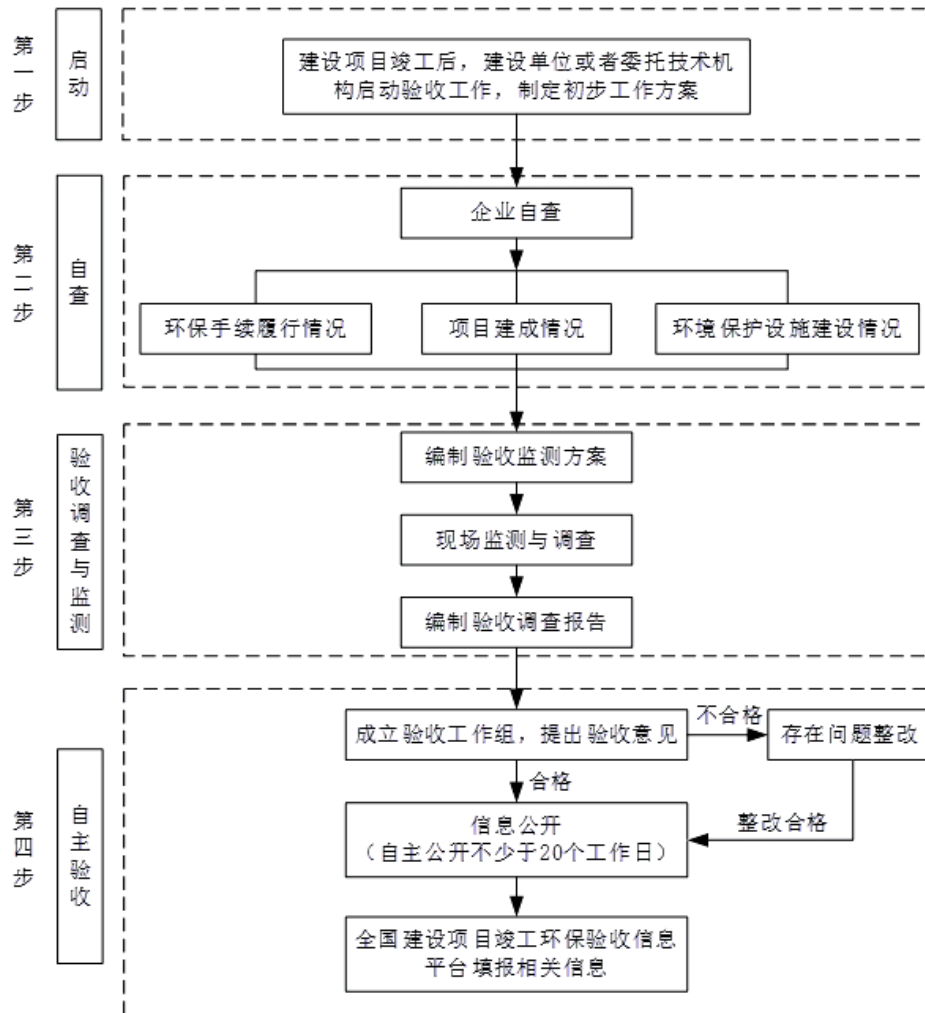 第一步
启动
建设项目竣工后，建设单位或者委托技术机
构启动验收工作，制定初步工作方案
第二步
自查
企业自查
环保手续履行情况
项目建成情况
环境保护设施建设情况
第三步
验收调查与监测
编制验收监测方案
现场监测与调查
编制验收调查报告
第四步
自主验收
成立验收工作组，提出验收意见
不合格
存在问题整改
合格
整改合格
信息公开
（自主公开不少于20个工作日）
全国建设项目竣工环保验收信息
平台填报相关信息